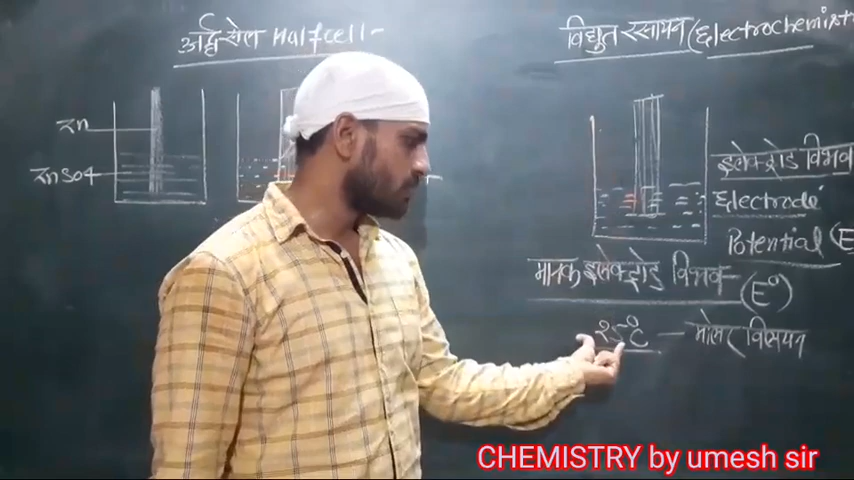 अर्द्ध सेल Half cell -
विद्युत रसायन (Electrochemist
Zn
ZnSO4
इलेक्ट्रोड विभव
Electrode
Potential (E
मानक इलेक्ट्रोड विभव (E°)
25°C — मोलर विलयन
CHEMISTRY by umesh sir